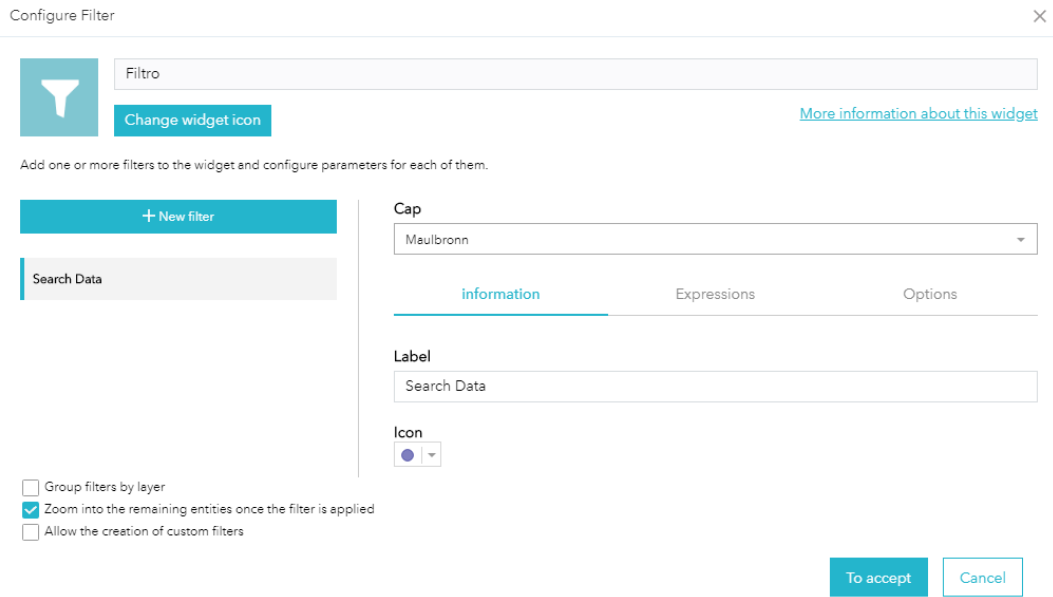 Configure Filter
Filtro
Change widget icon
More information about this widget
Add one or more filters to the widget and configure parameters for each of them.
New filter
Search Data
Cap
Maulbronn
information Expressions Options
Label
Search Data
Icon
Group filters by layer
Zoom into the remaining entities once the filter is applied
Allow the creation of custom filters
To accept Cancel